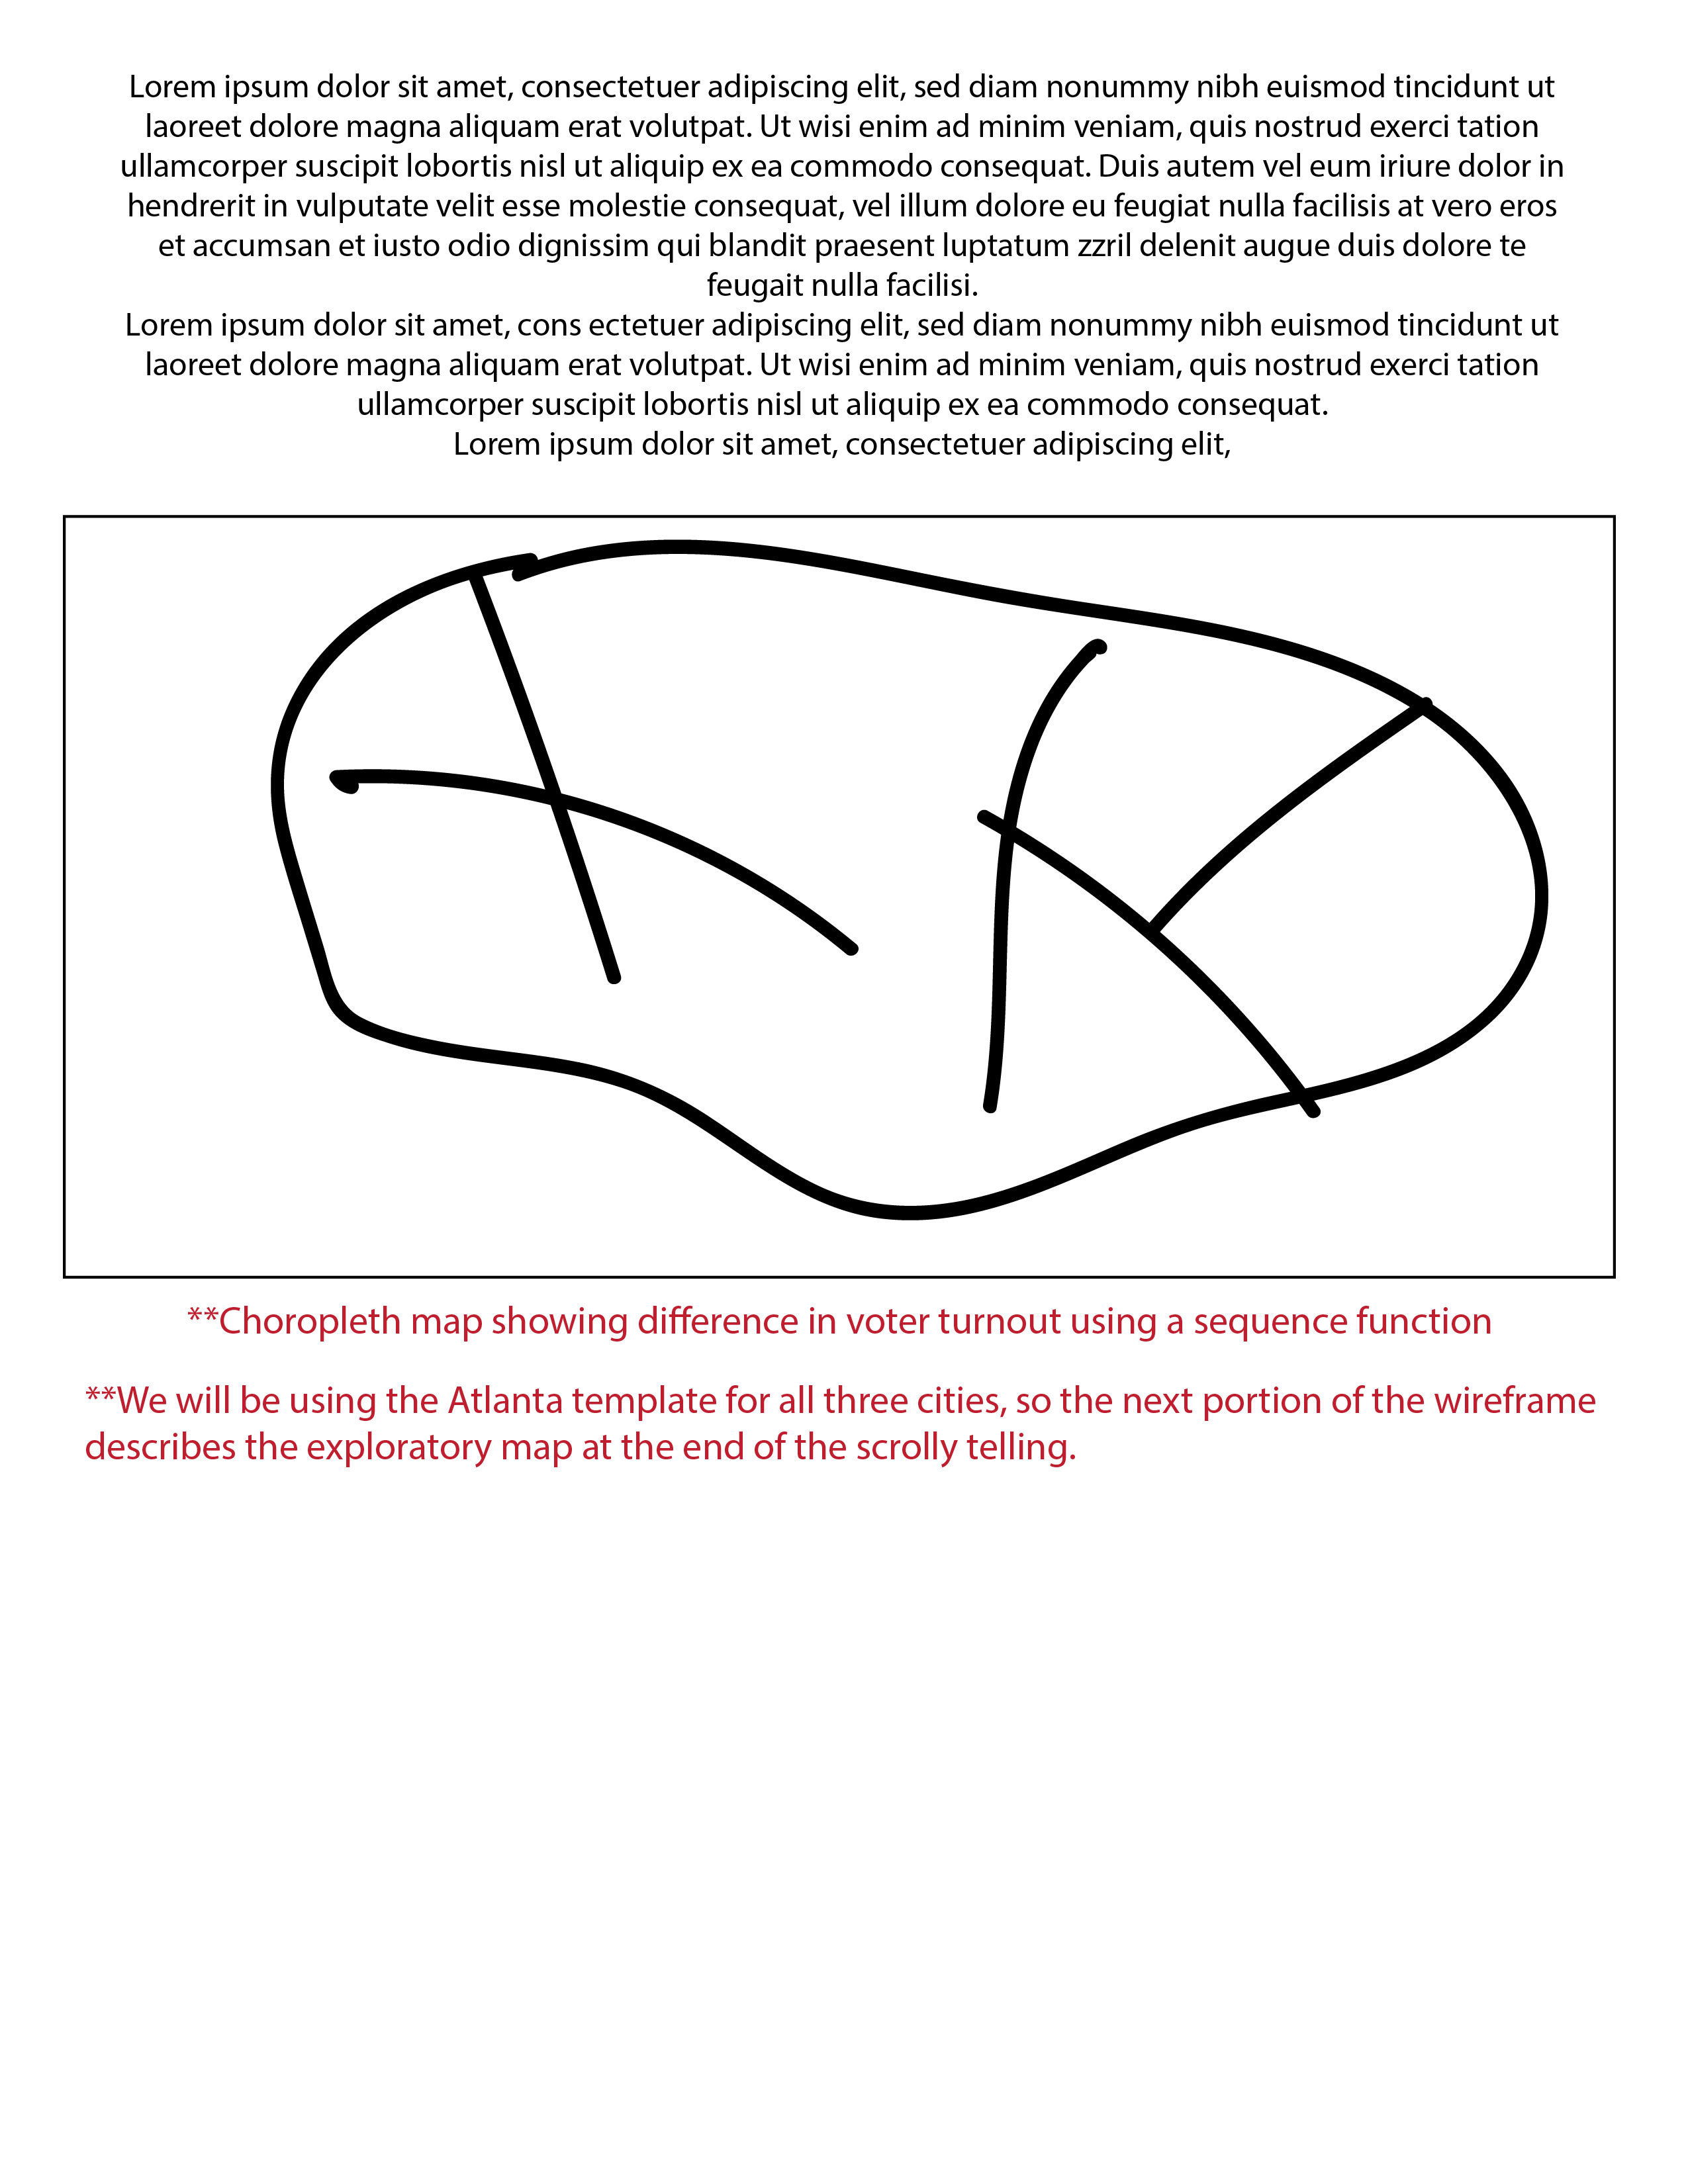 Lorem ipsum dolor sit amet, consectetuer adipiscing elit, sed diam nonummy nibh euismod tincidunt ut
laoreet dolore magna aliquam erat volutpat. Ut wisi enim ad minim veniam, quis nostrud exerci tation
ullamcorper suscipit lobortis nisl ut aliquip ex ea commodo consequat. Duis autem vel eum iriure dolor in
hendrerit in vulputate velit esse molestie consequat, vel illum dolore eu feugiat nulla facilisis at vero eros
et accumsan et iusto odio dignissim qui blandit praesent luptatum zzril delenit augue duis dolore te
feugait nulla facilisi.
Lorem ipsum dolor sit amet, cons ectetuer adipiscing elit, sed diam nonummy nibh euismod tincidunt ut
laoreet dolore magna aliquam erat volutpat. Ut wisi enim ad minim veniam, quis nostrud exerci tation
ullamcorper suscipit lobortis nisl ut aliquip ex ea commodo consequat.
Lorem ipsum dolor sit amet, consectetuer adipiscing elit,
**Choropleth map showing difference in voter turnout using a sequence function
**We will be using the Atlanta template for all three cities, so the next portion of the wireframe
describes the exploratory map at the end of the scrolly telling.